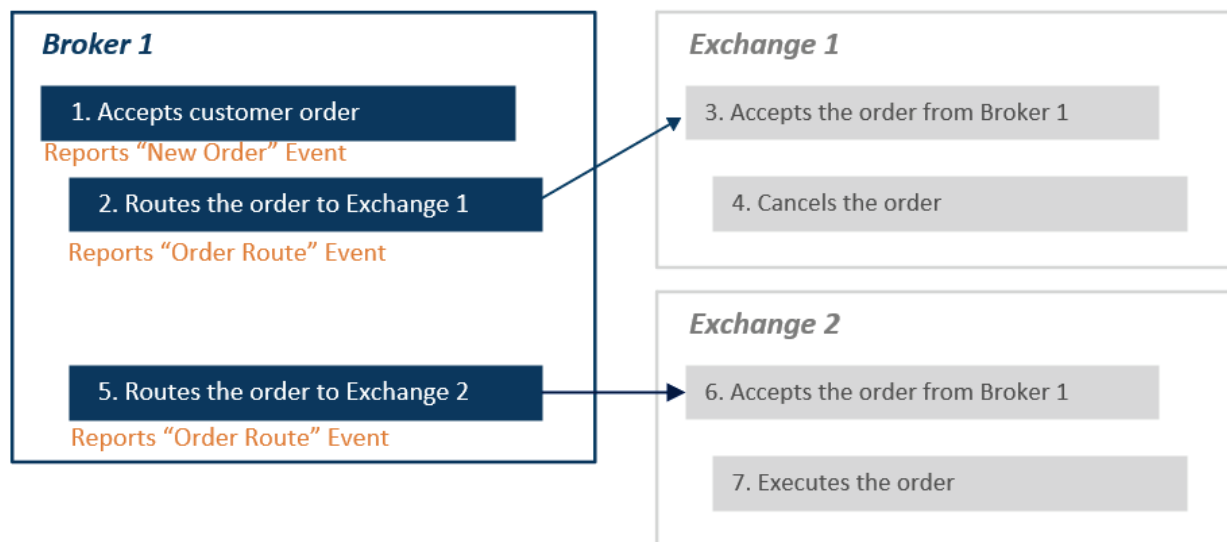 Broker 1
1. Accepts customer order
Reports “New Order” Event
2. Routes the order to Exchange 1
Reports “Order Route” Event
5. Routes the order to Exchange 2
Reports “Order Route” Event
Exchange 1
3. Accepts the order from Broker 1
4. Cancels the order
Exchange 2
6. Accepts the order from Broker 1
7. Executes the order